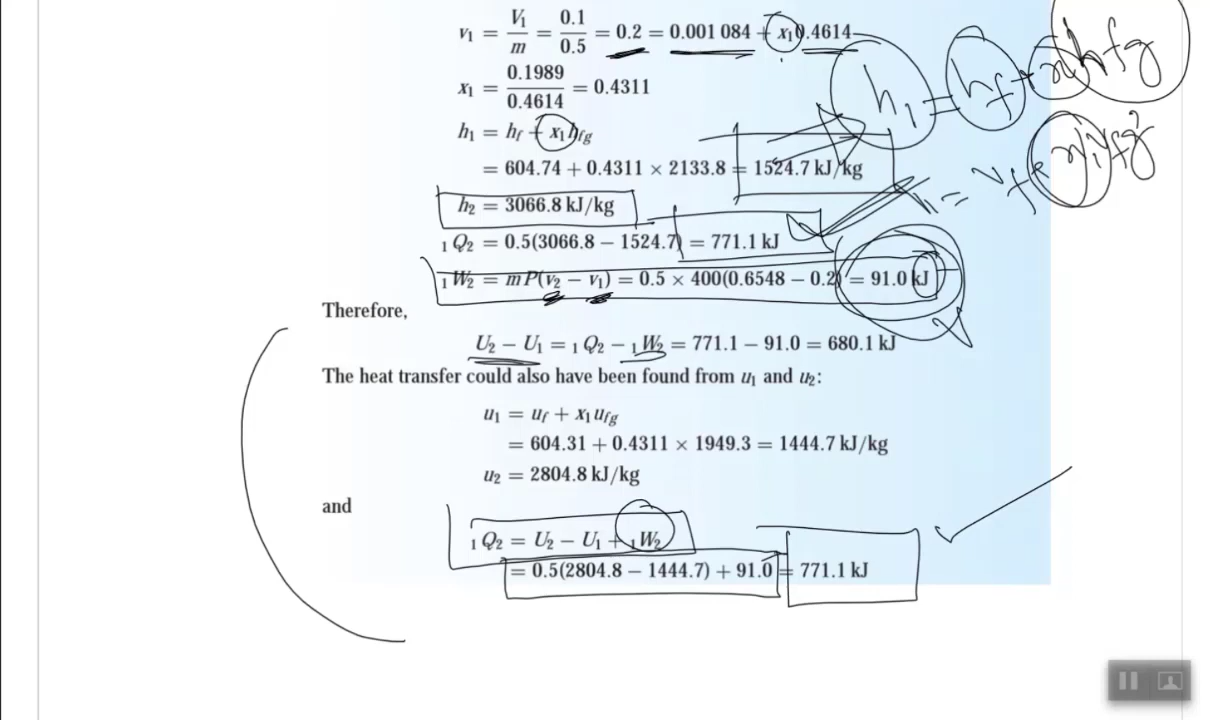 v₁ = V₁/m = 0.1/0.5 = 0.2 = 0.001 084 + x₁0.4614
x₁ = 0.1989/0.4614 = 0.4311
h₁ = h_f + x₁h_fg
= 604.74 + 0.4311 × 2133.8 = 1524.7 kJ/kg
h₂ = 3066.8 kJ/kg
₁Q₂ = 0.5(3066.8 − 1524.7) = 771.1 kJ
₁W₂ = mP(v₂ − v₁) = 0.5 × 400(0.6548 − 0.2) = 91.0 kJ
Therefore,
U₂ − U₁ = ₁Q₂ − ₁W₂ = 771.1 − 91.0 = 680.1 kJ
The heat transfer could also have been found from u₁ and u₂:
u₁ = u_f + x₁u_fg
= 604.31 + 0.4311 × 1949.3 = 1444.7 kJ/kg
u₂ = 2804.8 kJ/kg
and
₁Q₂ = U₂ − U₁ + ₁W₂
= 0.5(2804.8 − 1444.7) + 91.0 = 771.1 kJ
h₁ = h_f + x h_fg